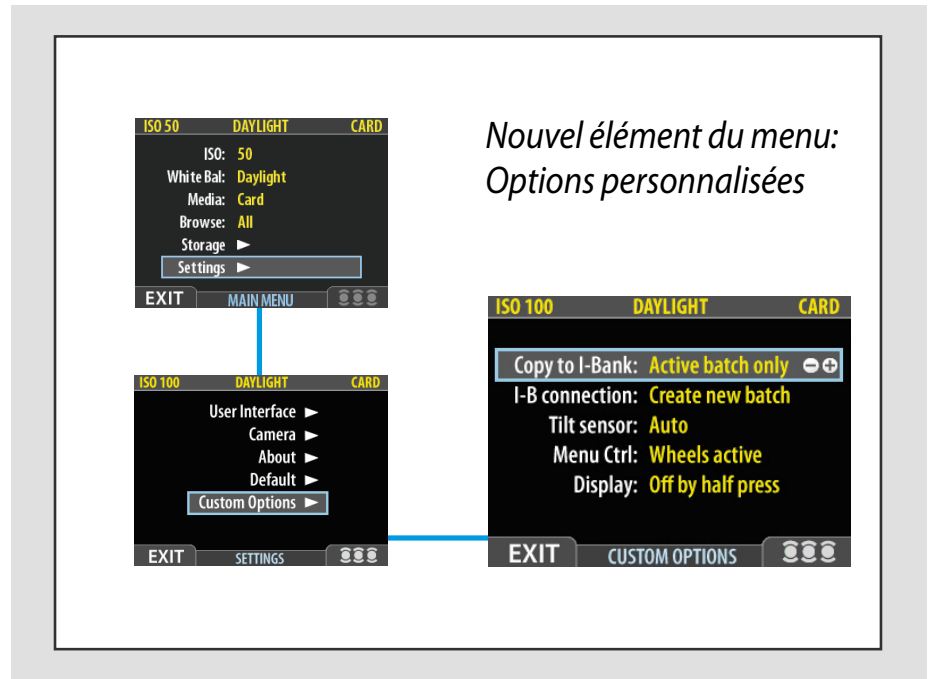 ISO 50 DAYLIGHT CARD
ISO: 50
White Bal: Daylight
Media: Card
Browse: All
Storage ►
Settings ►
EXIT MAIN MENU
Nouvel élément du menu:
Options personnalisées
ISO 100 DAYLIGHT CARD
User Interface ►
Camera ►
About ►
Default ►
Custom Options ►
EXIT SETTINGS
ISO 100 DAYLIGHT CARD
Copy to I-Bank: Active batch only
I-B connection: Create new batch
Tilt sensor: Auto
Menu Ctrl: Wheels active
Display: Off by half press
EXIT CUSTOM OPTIONS